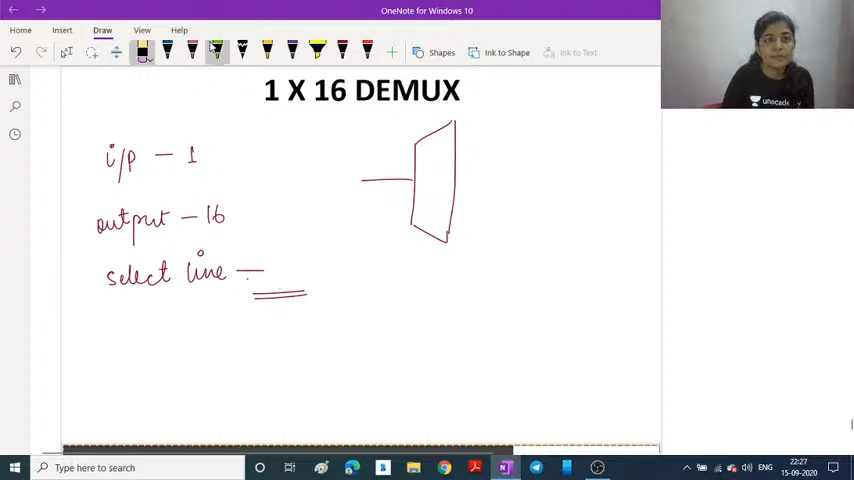 OneNote for Windows 10
Home Insert Draw View Help
Shapes Ink to Shape Ink to Text
1 X 16 DEMUX
i/p — 1
output — 16
select line —
unacademy
Type here to search
ENG
22:27
15-09-2020